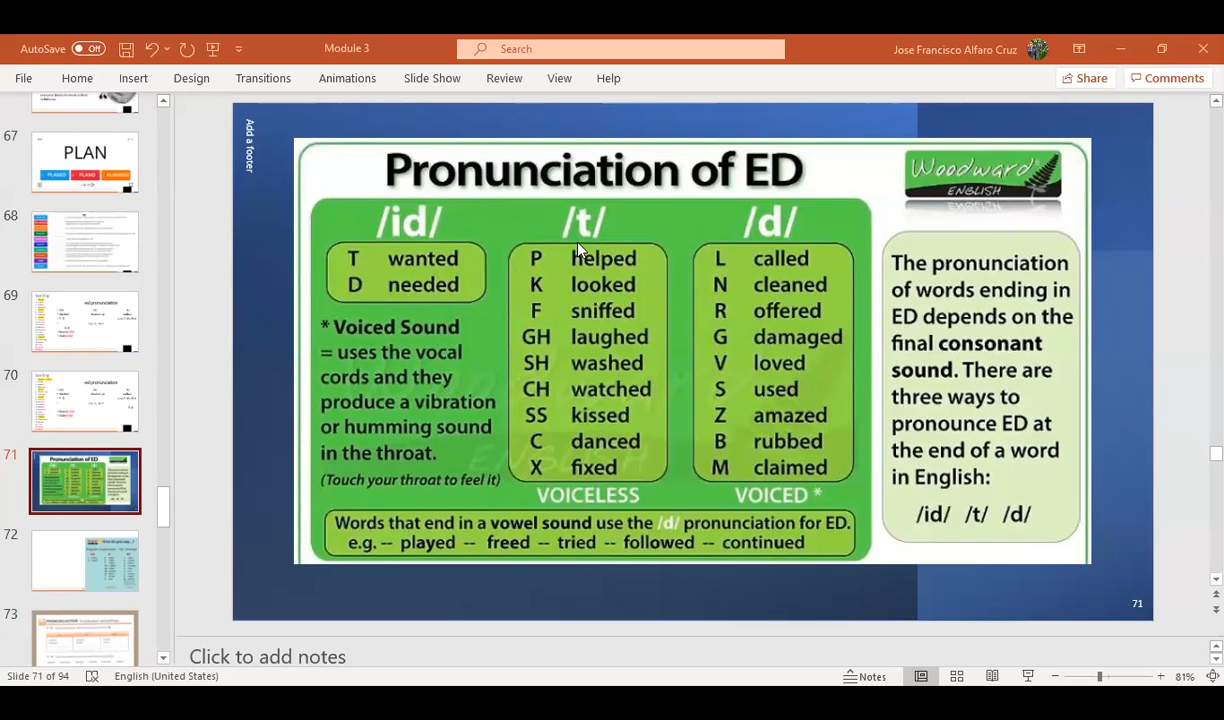 AutoSave Off
Module 3
Search
Jose Francisco Alfaro Cruz
File Home Insert Design Transitions Animations Slide Show Review View Help
Share Comments
67
PLAN
68
69
70
71
72
73
Add a footer
Pronunciation of ED
Woodward®
ENGLISH
/id/ /t/ /d/
T wanted
D needed
* Voiced Sound
= uses the vocal
cords and they
produce a vibration
or humming sound
in the throat.
(Touch your throat to feel it)
P helped
K looked
F sniffed
GH laughed
SH washed
CH watched
SS kissed
C danced
X fixed
VOICELESS
L called
N cleaned
R offered
G damaged
V loved
S used
Z amazed
B rubbed
M claimed
VOICED *
Words that end in a vowel sound use the /d/ pronunciation for ED.
e.g. -- played -- freed -- tried -- followed -- continued
The pronunciation
of words ending in
ED depends on the
final consonant
sound. There are
three ways to
pronounce ED at
the end of a word
in English:
/id/ /t/ /d/
71
Click to add notes
Slide 71 of 94 English (United States) Notes 81%